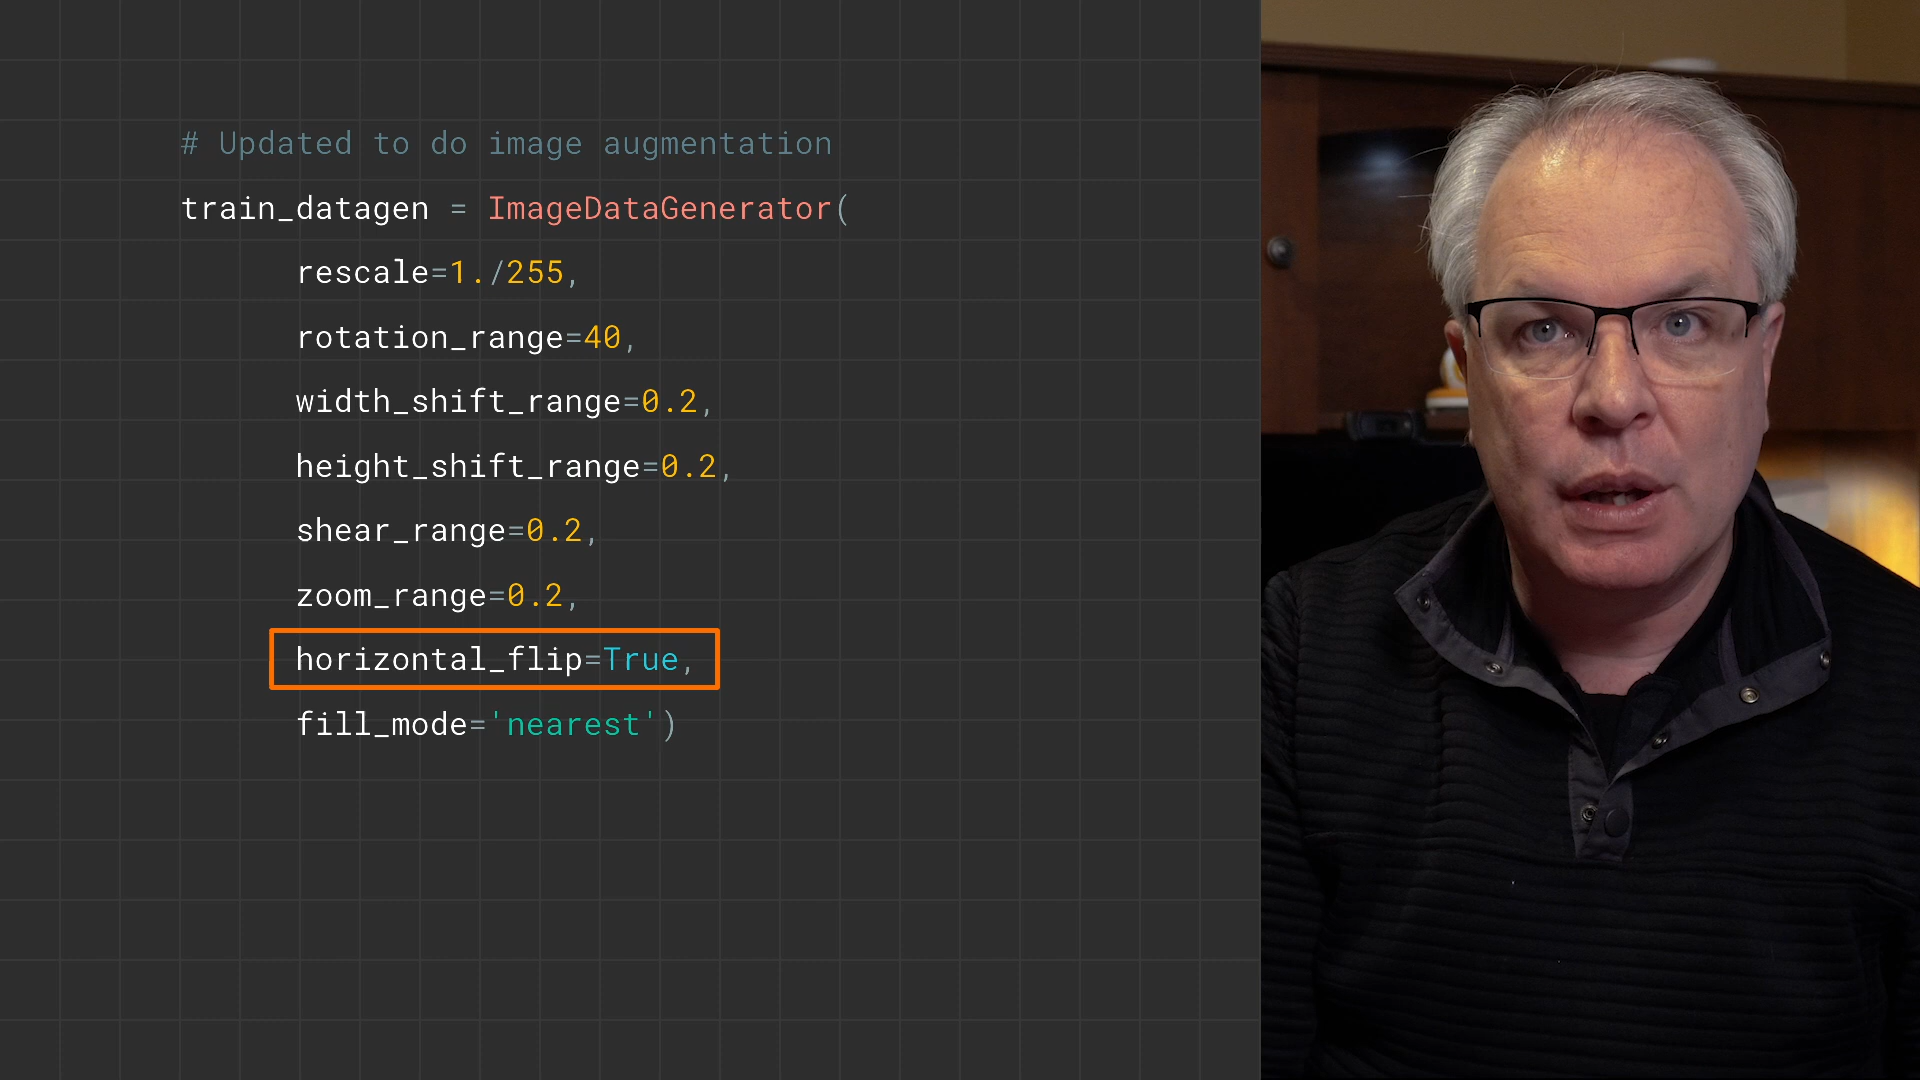 # Updated to do image augmentation
train_datagen = ImageDataGenerator(
rescale=1./255,
rotation_range=40,
width_shift_range=0.2,
height_shift_range=0.2,
shear_range=0.2,
zoom_range=0.2,
horizontal_flip=True,
fill_mode='nearest')